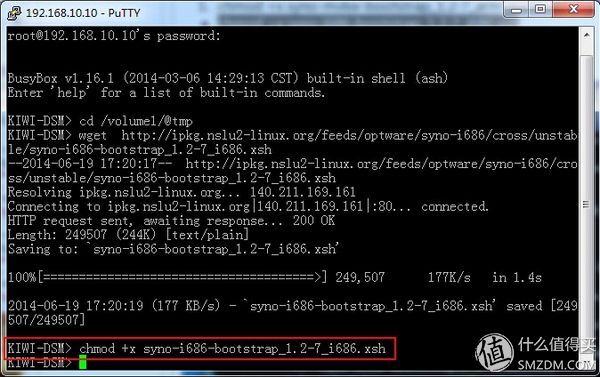 192.168.10.10 - PuTTY
root@192.168.10.10's password:
BusyBox v1.16.1 (2014-03-06 14:29:13 CST) built-in shell (ash)
Enter 'help' for a list of built-in commands.
KIWI-DSM> cd /volume1/@tmp
KIWI-DSM> wget  http://ipkg.nslu2-linux.org/feeds/optware/syno-i686/cross/unstab
le/syno-i686-bootstrap_1.2-7_i686.xsh
--2014-06-19 17:20:17--  http://ipkg.nslu2-linux.org/feeds/optware/syno-i686/cro
ss/unstable/syno-i686-bootstrap_1.2-7_i686.xsh
Resolving ipkg.nslu2-linux.org... 140.211.169.161
Connecting to ipkg.nslu2-linux.org|140.211.169.161|:80... connected.
HTTP request sent, awaiting response... 200 OK
Length: 249507 (244K) [text/plain]
Saving to: `syno-i686-bootstrap_1.2-7_i686.xsh'
100%[======================================>] 249,507     177K/s   in 1.4s
2014-06-19 17:20:19 (177 KB/s) - `syno-i686-bootstrap_1.2-7_i686.xsh' saved [249
507/249507]
KIWI-DSM> chmod +x syno-i686-bootstrap_1.2-7_i686.xsh
KIWI-DSM>
值 什么值得买
SMZDM.COM